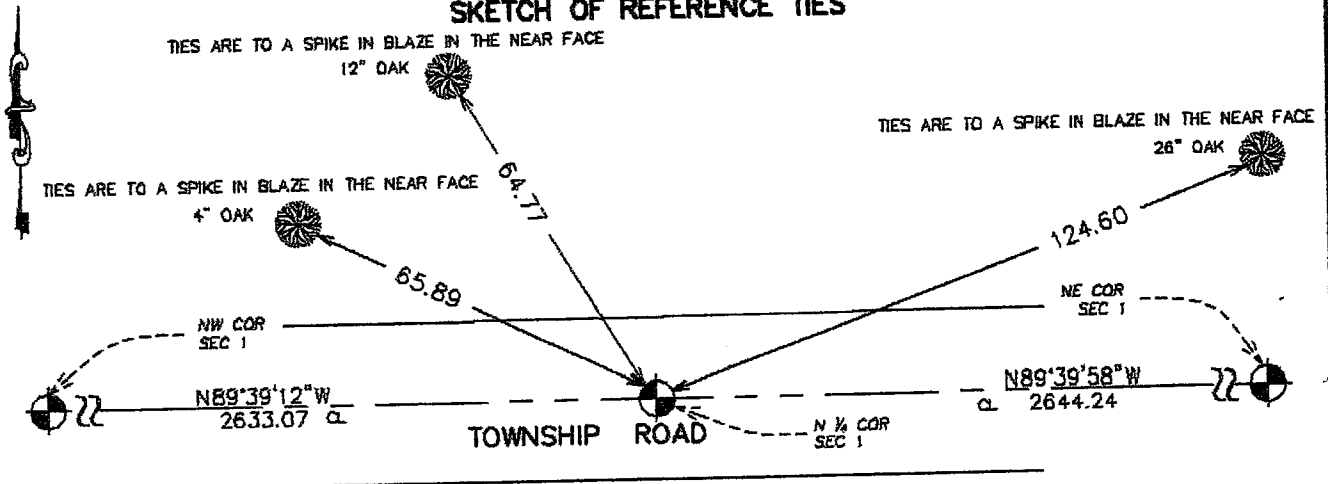 SKETCH OF REFERENCE TIES
TIES ARE TO A SPIKE IN BLAZE IN THE NEAR FACE
12" OAK
TIES ARE TO A SPIKE IN BLAZE IN THE NEAR FACE
26" OAK
TIES ARE TO A SPIKE IN BLAZE IN THE NEAR FACE
4" OAK
64.77
124.60
65.89
NW COR
SEC 1
NE COR
SEC 1
N89°39'12"W
2633.07 CL
N89°39'58"W
CL 2644.24
TOWNSHIP ROAD
N ¼ COR
SEC 1